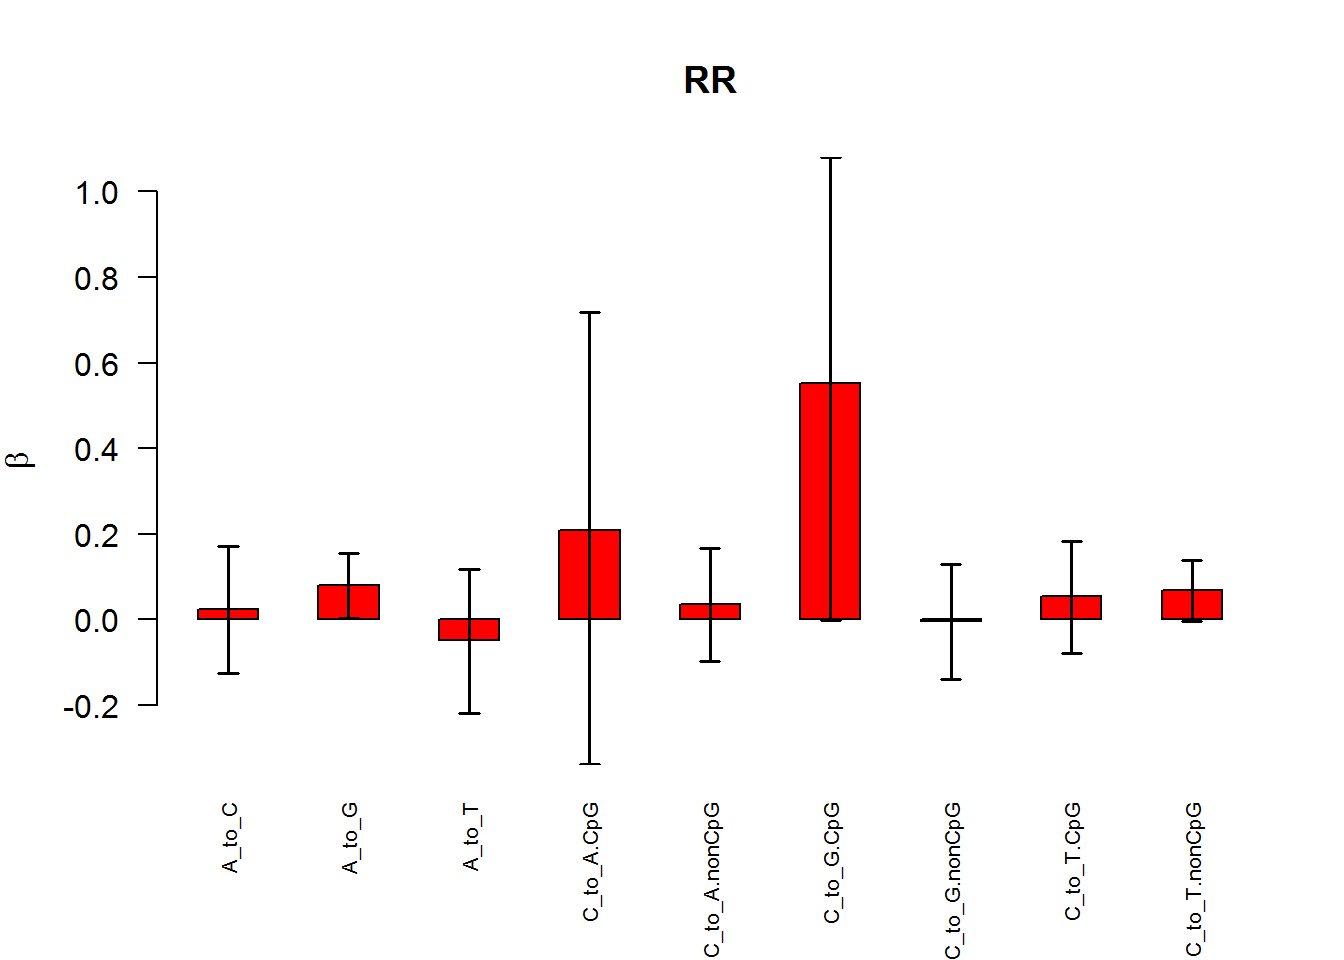 RR
β
1.0
0.8
0.6
0.4
0.2
0.0
-0.2
A_to_C
A_to_G
A_to_T
C_to_A.CpG
C_to_A.nonCpG
C_to_G.CpG
C_to_G.nonCpG
C_to_T.CpG
C_to_T.nonCpG